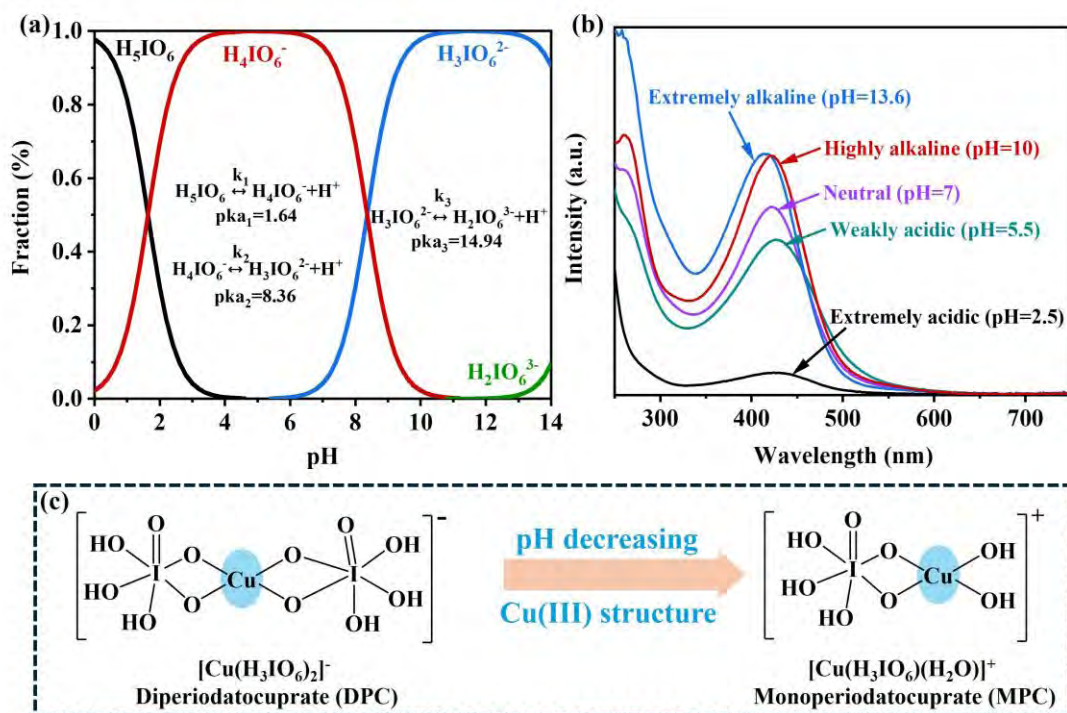 (a)
1.0
0.8
0.6
0.4
0.2
0.0
Fraction (%)
H₅IO₆
H₄IO₆⁻
H₃IO₆²⁻
k₁
H₅IO₆ ↔ H₄IO₆⁻+H⁺
pka₁=1.64
k₂
H₄IO₆⁻↔H₃IO₆²⁻+H⁺
pka₂=8.36
k₃
H₃IO₆²⁻↔ H₂IO₆³⁻+H⁺
pka₃=14.94
H₂IO₆³⁻
0 2 4 6 8 10 12 14
pH
(b)
Intensity (a.u.)
Extremely alkaline (pH=13.6)
Highly alkaline (pH=10)
Neutral (pH=7)
Weakly acidic (pH=5.5)
Extremely acidic (pH=2.5)
300 400 500 600 700
Wavelength (nm)
(c)
O O -
HO O O OH
I Cu I
HO O O OH
HO OH
[Cu(H₃IO₆)₂]⁻
Diperiodatocuprate (DPC)
pH decreasing
Cu(III) structure
O +
HO O OH
I Cu
HO O OH
HO
[Cu(H₃IO₆)(H₂O)]⁺
Monoperiodatocuprate (MPC)